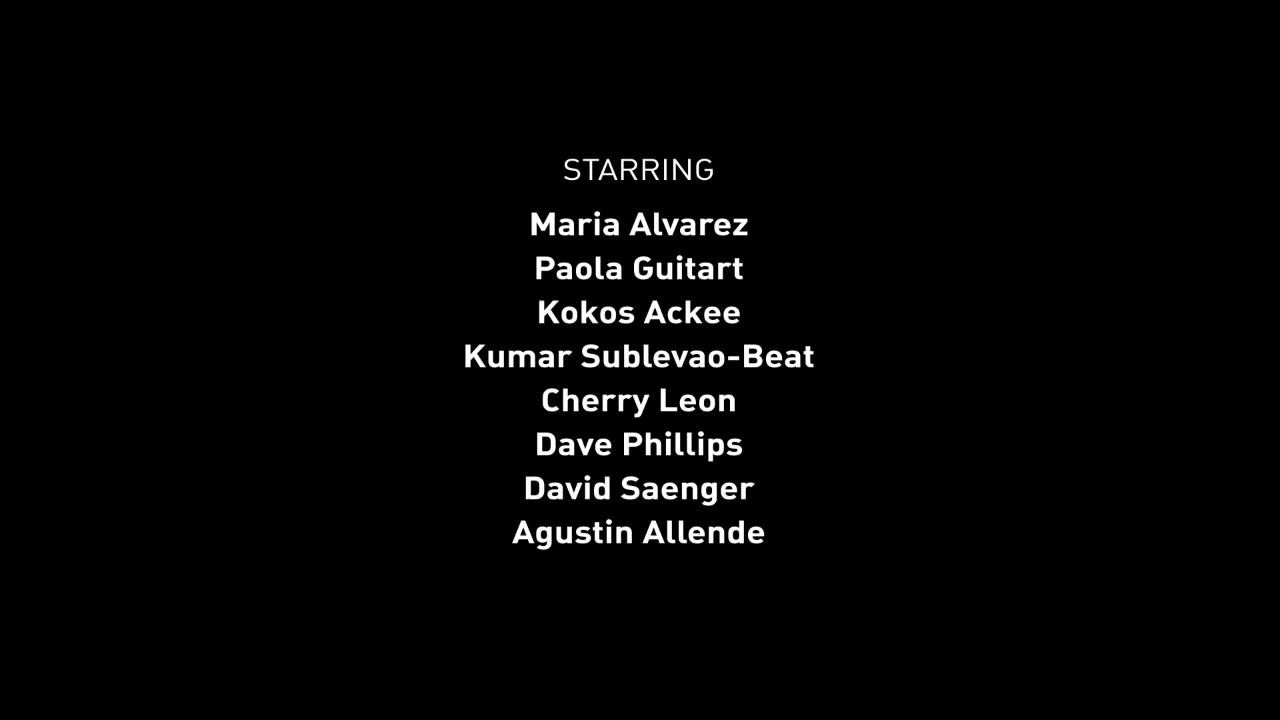 STARRING
Maria Alvarez
Paola Guitart
Kokos Ackee
Kumar Sublevao-Beat
Cherry Leon
Dave Phillips
David Saenger
Agustin Allende